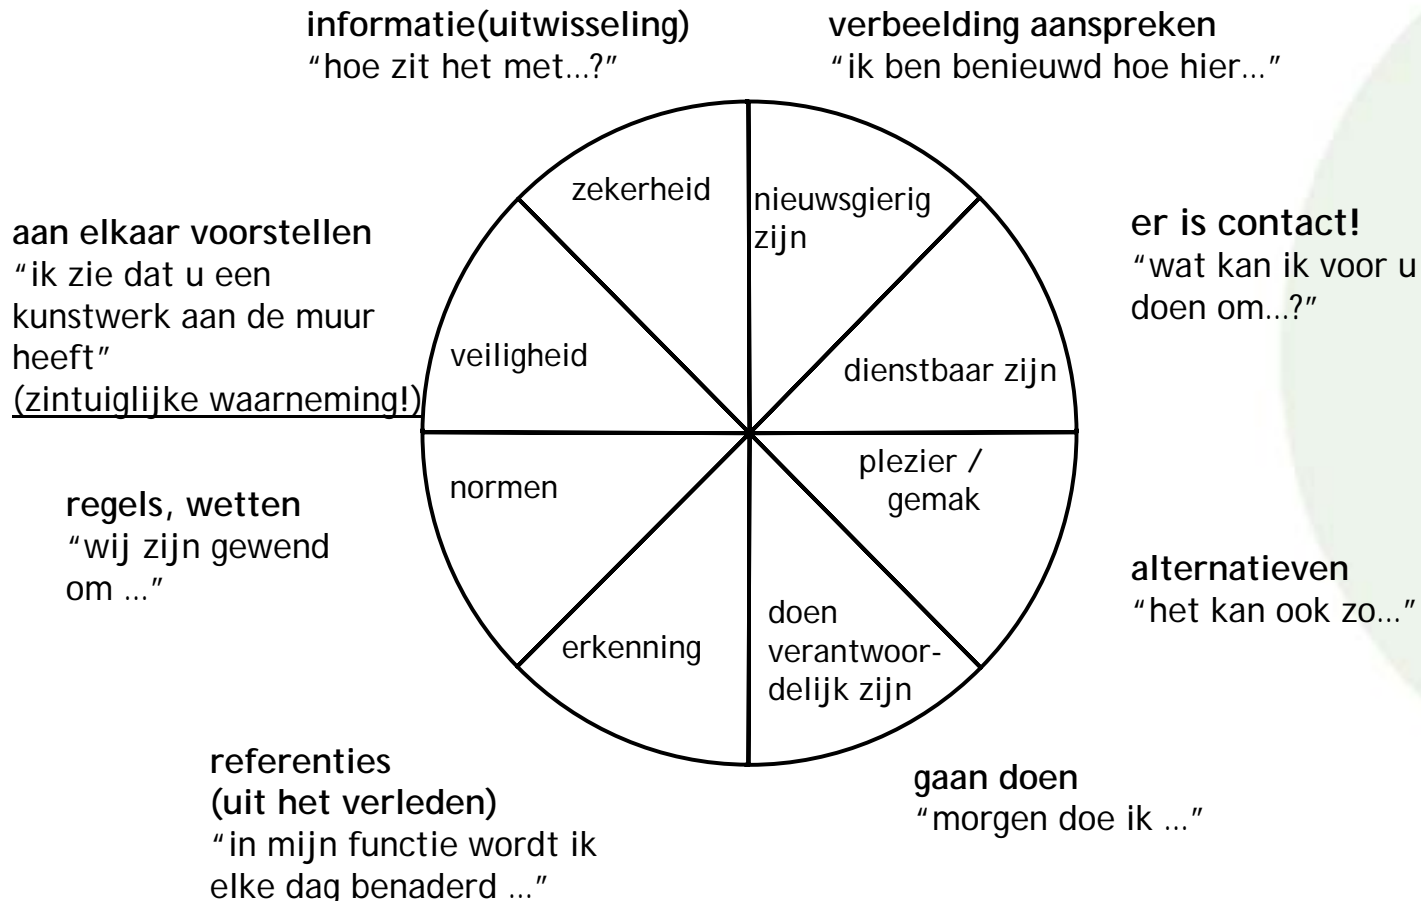 informatie(uitwisseling)
“hoe zit het met...?”
verbeelding aanspreken
“ik ben benieuwd hoe hier...”
zekerheid
nieuwsgierig
zijn
aan elkaar voorstellen
“ik zie dat u een
kunstwerk aan de muur
heeft”
(zintuiglijke waarneming!)
er is contact!
“wat kan ik voor u
doen om...?”
veiligheid
dienstbaar zijn
normen
plezier /
gemak
regels, wetten
“wij zijn gewend
om ...”
alternatieven
“het kan ook zo...”
erkenning
doen
verantwoor-
delijk zijn
referenties
(uit het verleden)
“in mijn functie wordt ik
elke dag benaderd ...”
gaan doen
“morgen doe ik ...”